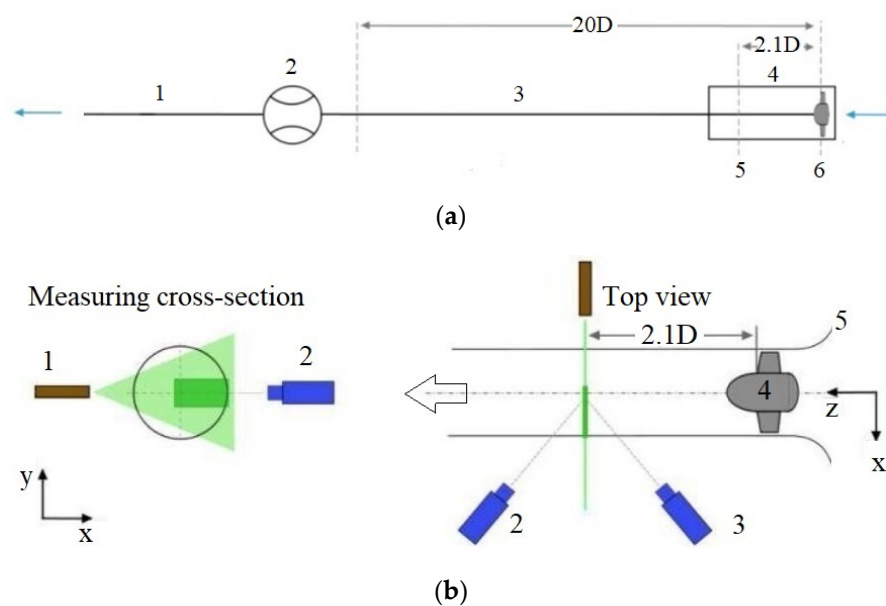 20D
2.1D
1 2 3 4
5 6
(a)
Measuring cross-section
Top view
1 2
y
x
2.1D
5
4
z
x
2 3
(b)